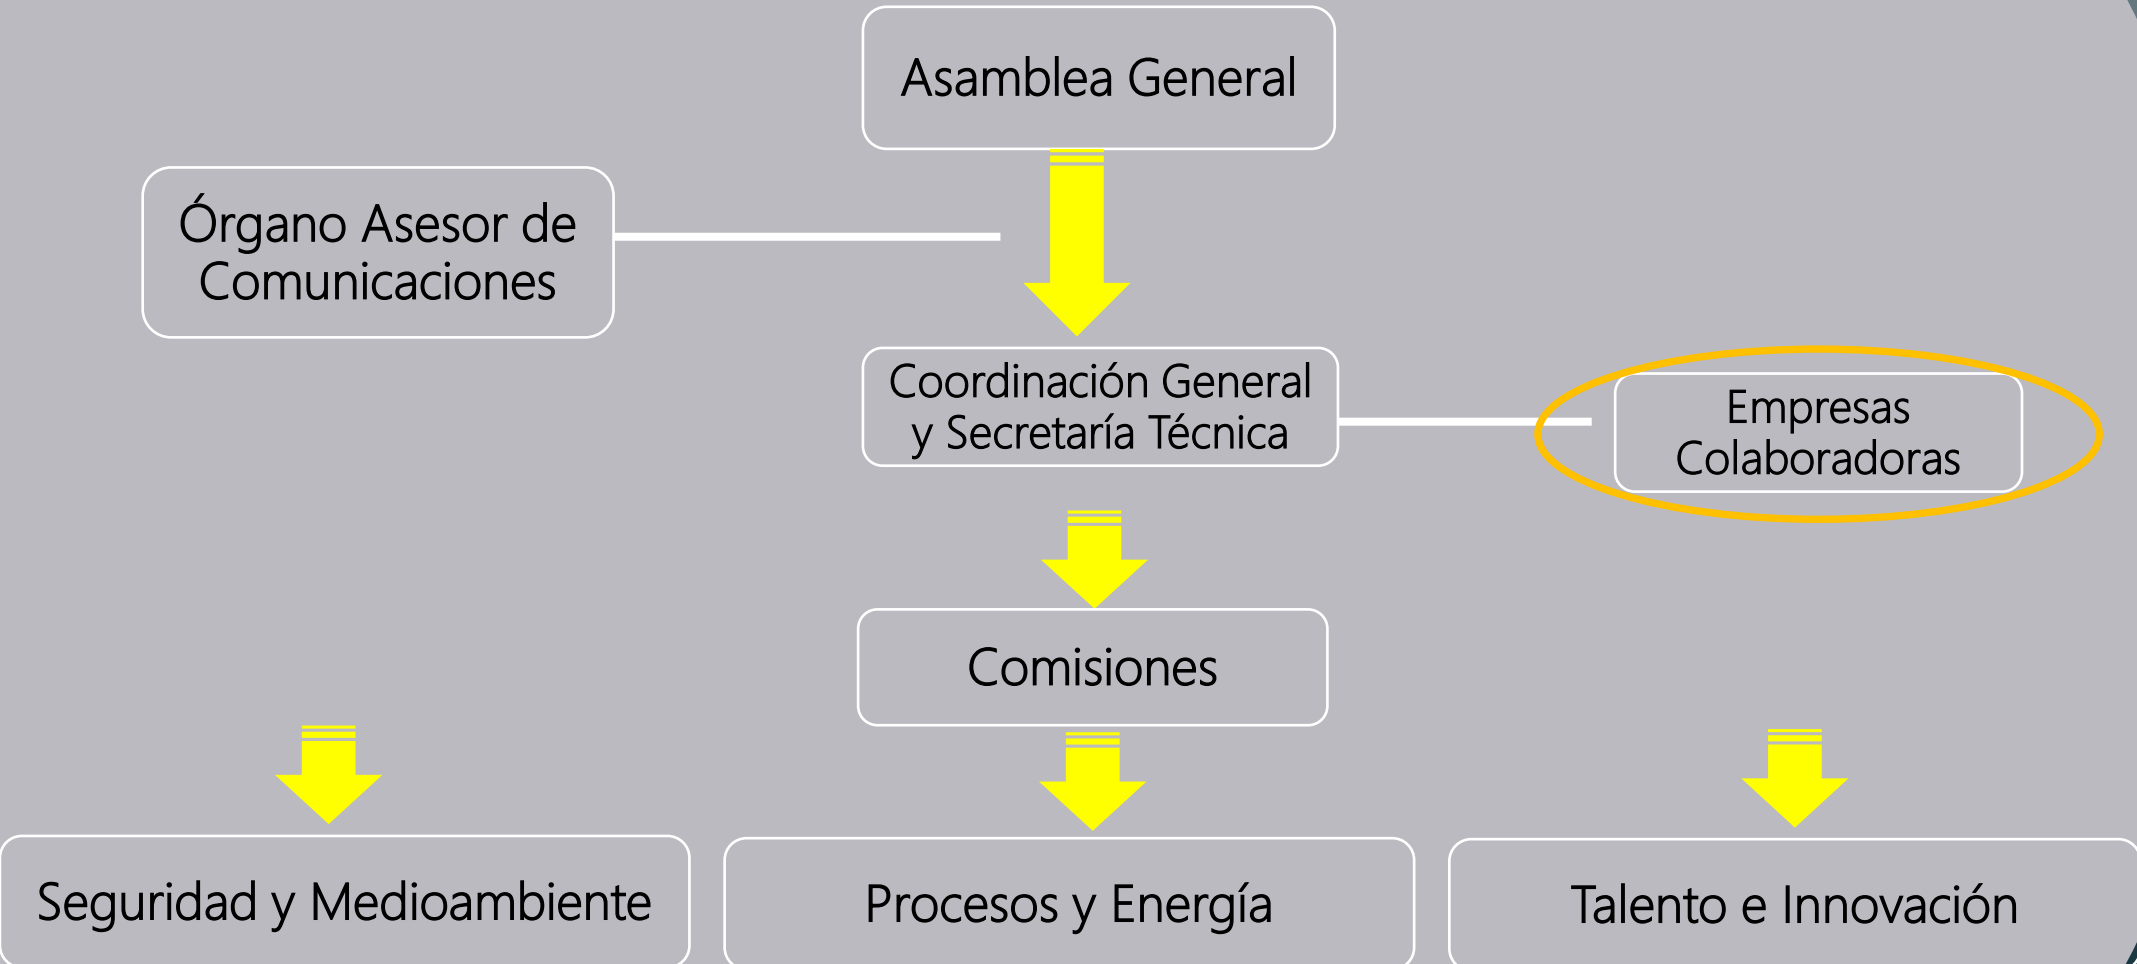 Asamblea General
Órgano Asesor de
Comunicaciones
Coordinación General
y Secretaría Técnica
Empresas
Colaboradoras
Comisiones
Seguridad y Medioambiente
Procesos y Energía
Talento e Innovación